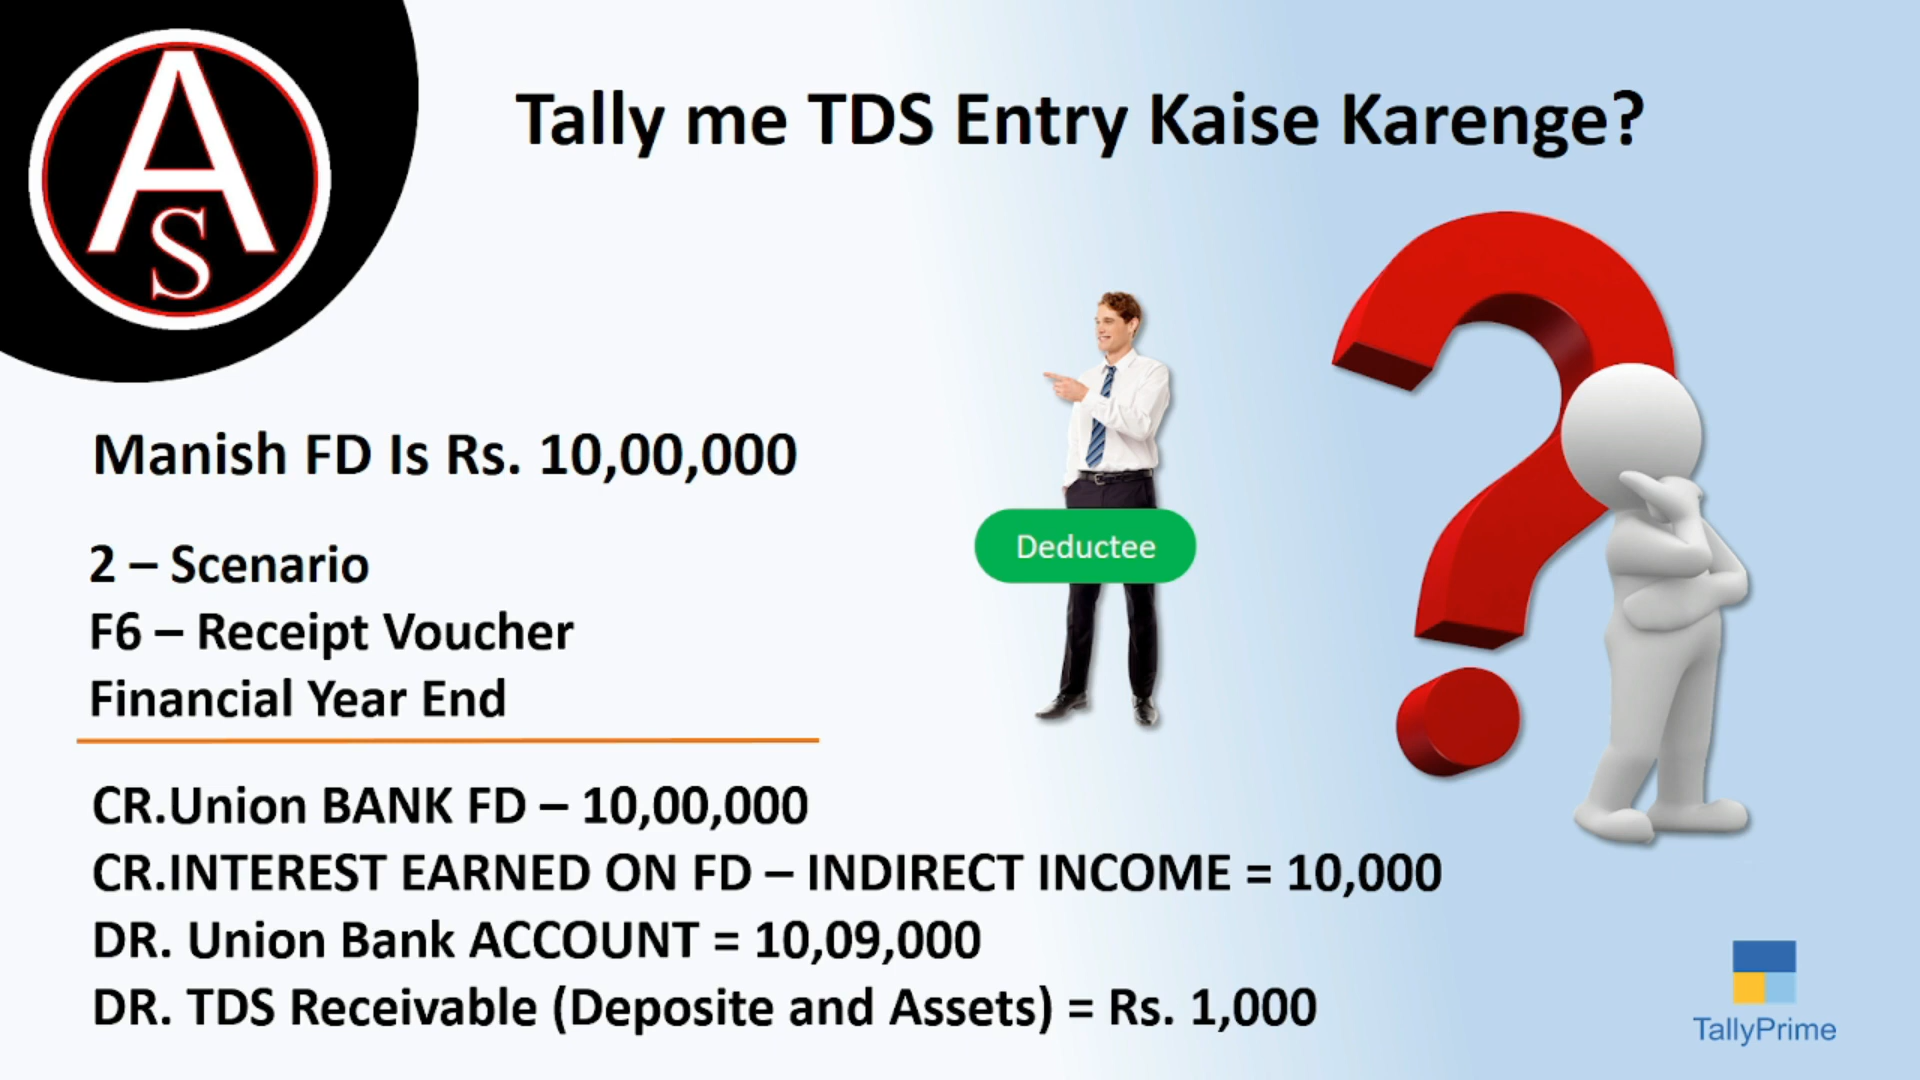 A
S
Tally me TDS Entry Kaise Karenge?
Manish FD Is Rs. 10,00,000
2 – Scenario
F6 – Receipt Voucher
Financial Year End
Deductee
CR.Union BANK FD – 10,00,000
CR.INTEREST EARNED ON FD – INDIRECT INCOME = 10,000
DR. Union Bank ACCOUNT = 10,09,000
DR. TDS Receivable (Deposite and Assets) = Rs. 1,000
TallyPrime